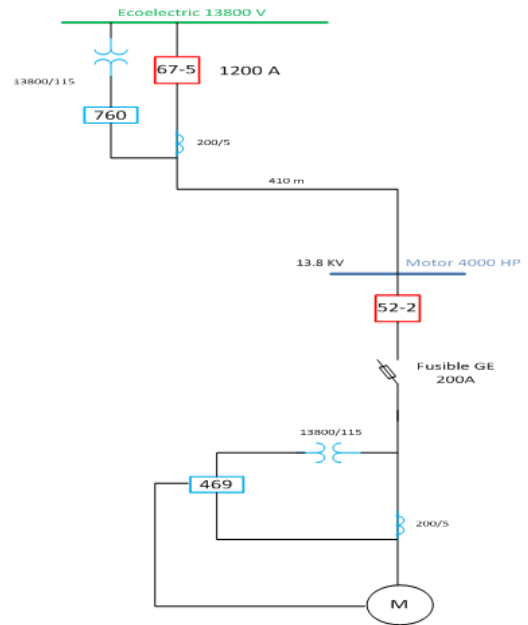 Ecoelectric 13800 V
67-5
1200 A
13800/115
760
200/5
410 m
13.8 KV
Motor 4000 HP
52-2
Fusible GE
200A
13800/115
469
200/5
M